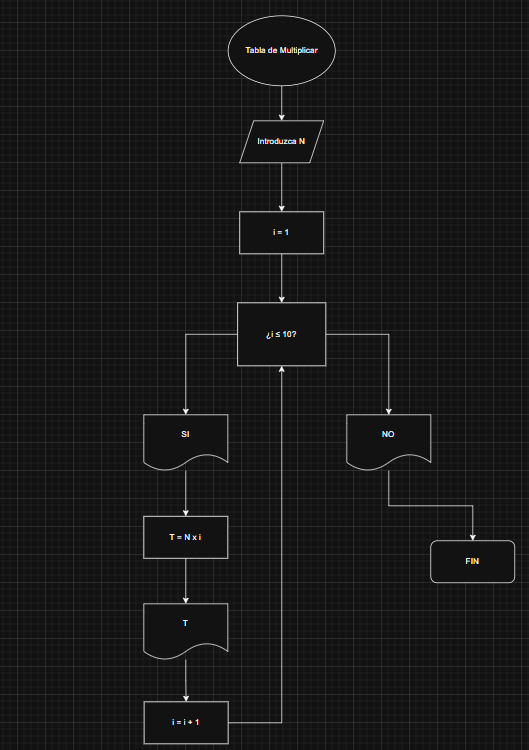 Tabla de Multiplicar
Introduzca N
i = 1
¿i ≤ 10?
SI
NO
T = N x i
FIN
T
i = i + 1